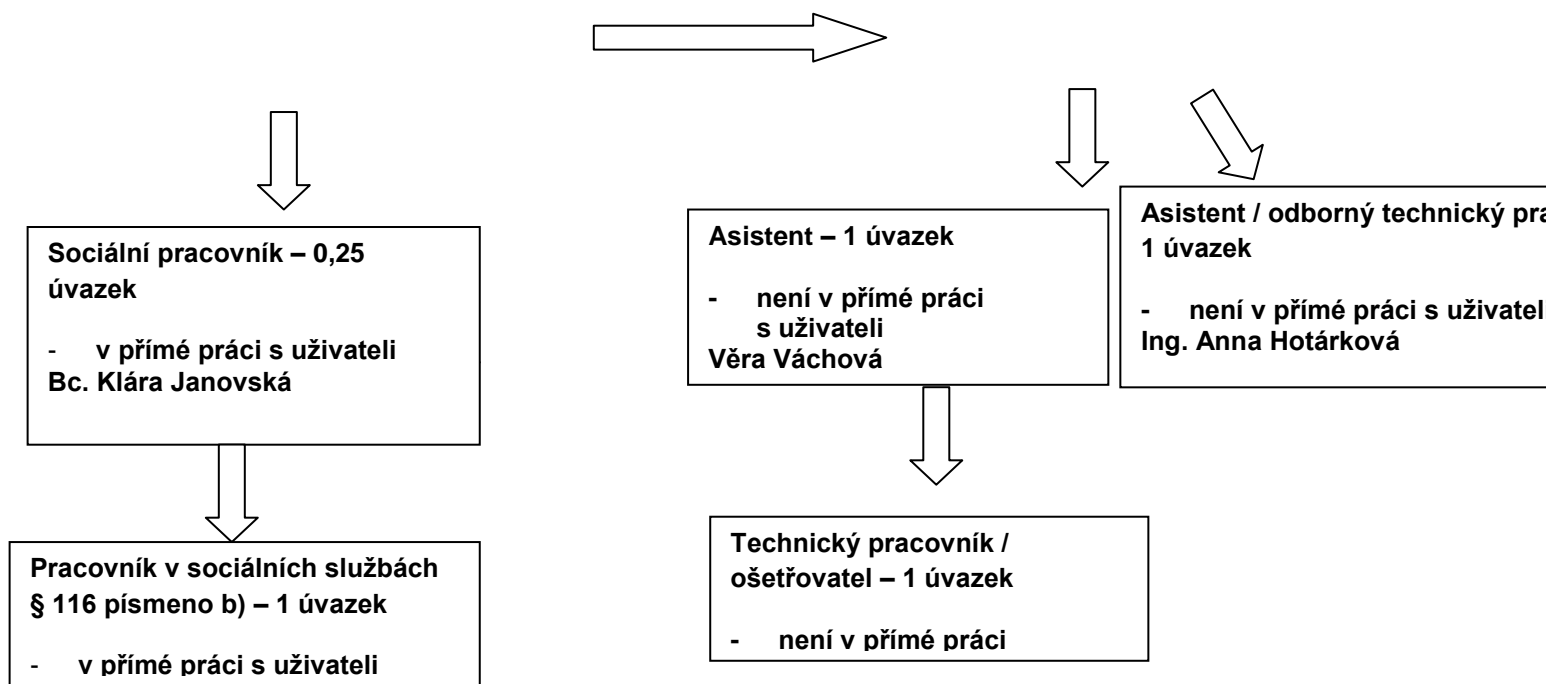 Sociální pracovník – 0,25
úvazek
- v přímé práci s uživateli
Bc. Klára Janovská
Asistent – 1 úvazek
- není v přímé práci
s uživateli
Věra Váchová
Asistent / odborný technický
1 úvazek
- není v přímé práci s uživateli
Ing. Anna Hotárková
Pracovník v sociálních službách
§ 116 písmeno b) – 1 úvazek
- v přímé práci s uživateli
Technický pracovník /
ošetřovatel – 1 úvazek
- není v přímé práci